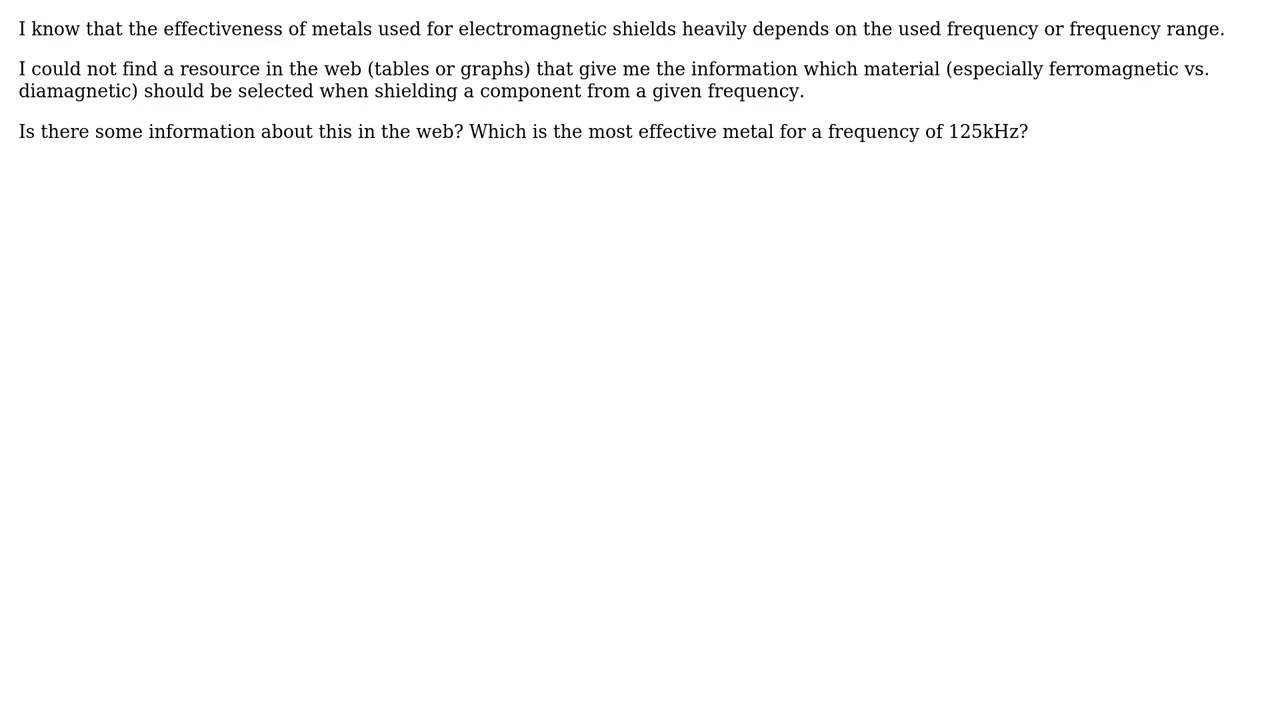 I know that the effectiveness of metals used for electromagnetic shields heavily depends on the used frequency or frequency range.
I could not find a resource in the web (tables or graphs) that give me the information which material (especially ferromagnetic vs.
diamagnetic) should be selected when shielding a component from a given frequency.
Is there some information about this in the web? Which is the most effective metal for a frequency of 125kHz?